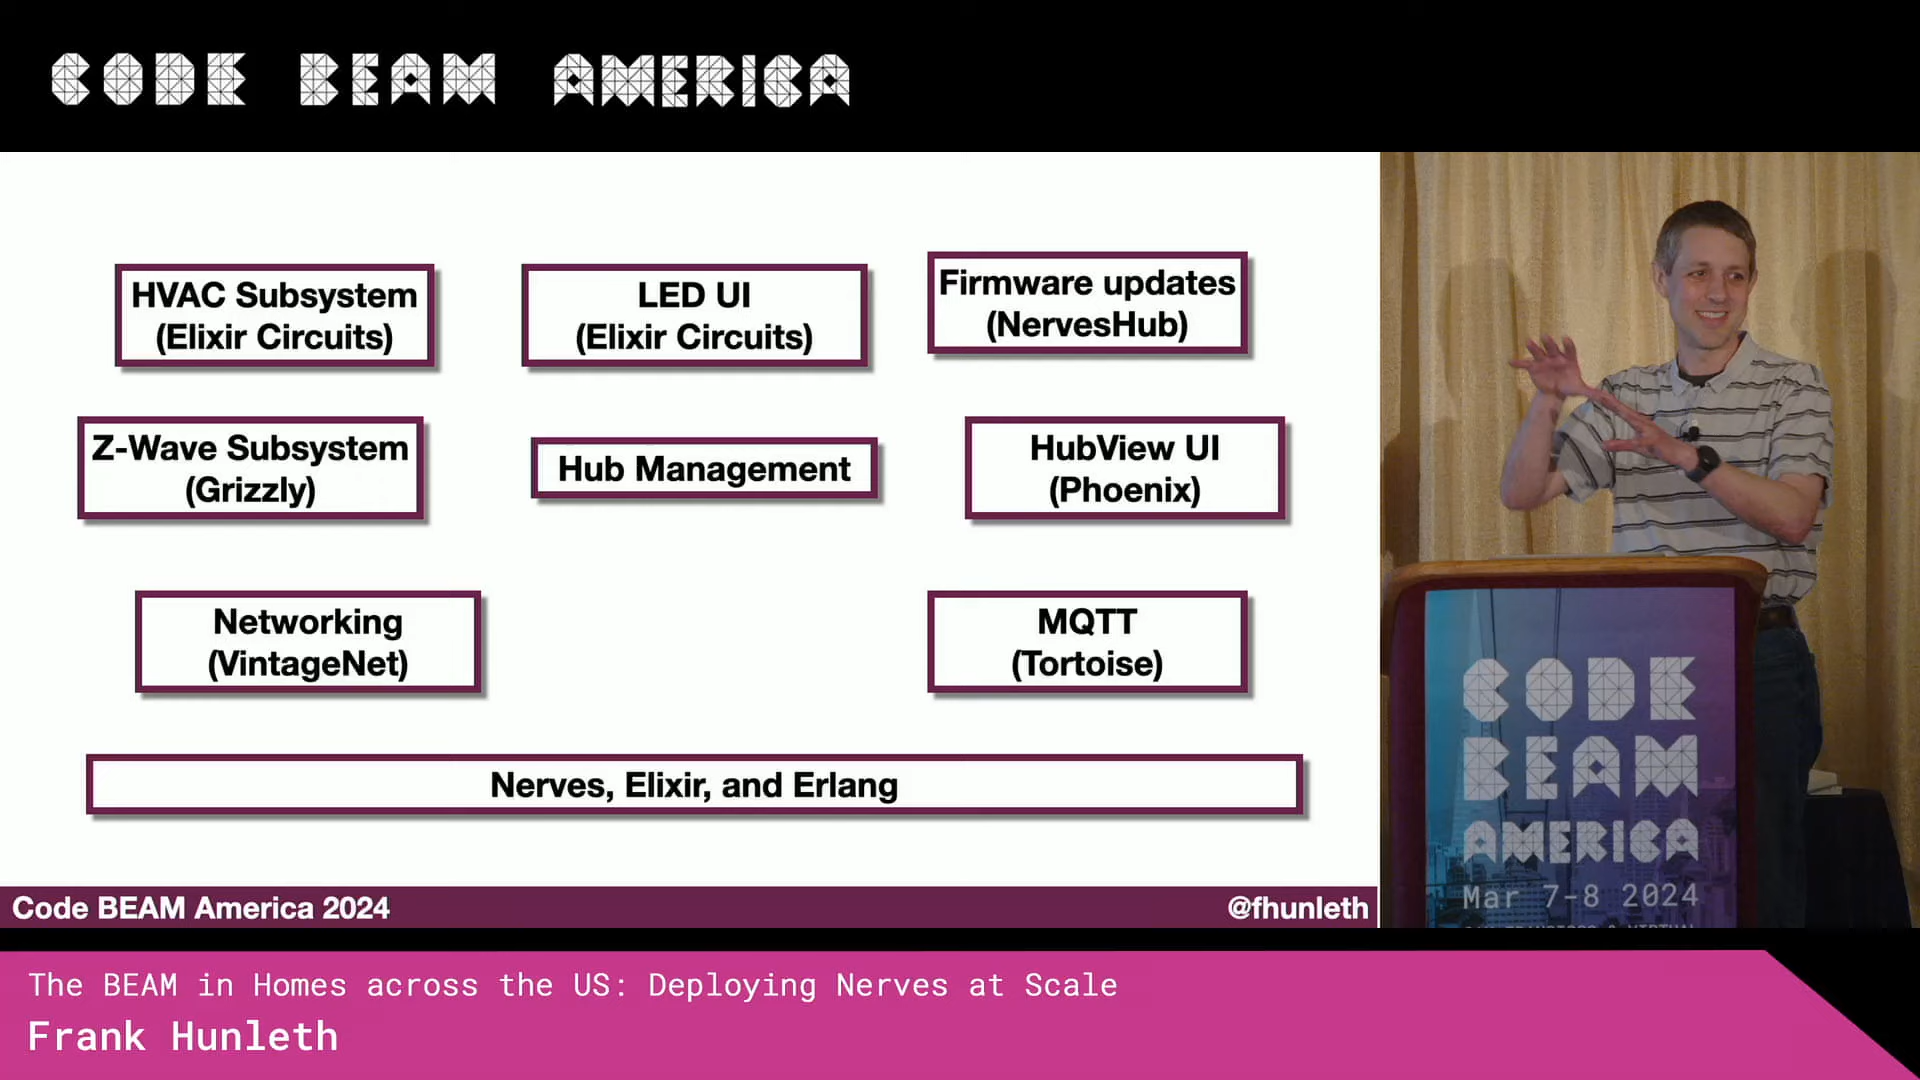 CODE BEAM AMERICA
HVAC Subsystem
(Elixir Circuits)
LED UI
(Elixir Circuits)
Firmware updates
(NervesHub)
Z-Wave Subsystem
(Grizzly)
Hub Management
HubView UI
(Phoenix)
Networking
(VintageNet)
MQTT
(Tortoise)
Nerves, Elixir, and Erlang
Code BEAM America 2024
@fhunleth
CODE
BEAM
AMERICA
Mar 7-8 2024
The BEAM in Homes across the US: Deploying Nerves at Scale
Frank Hunleth